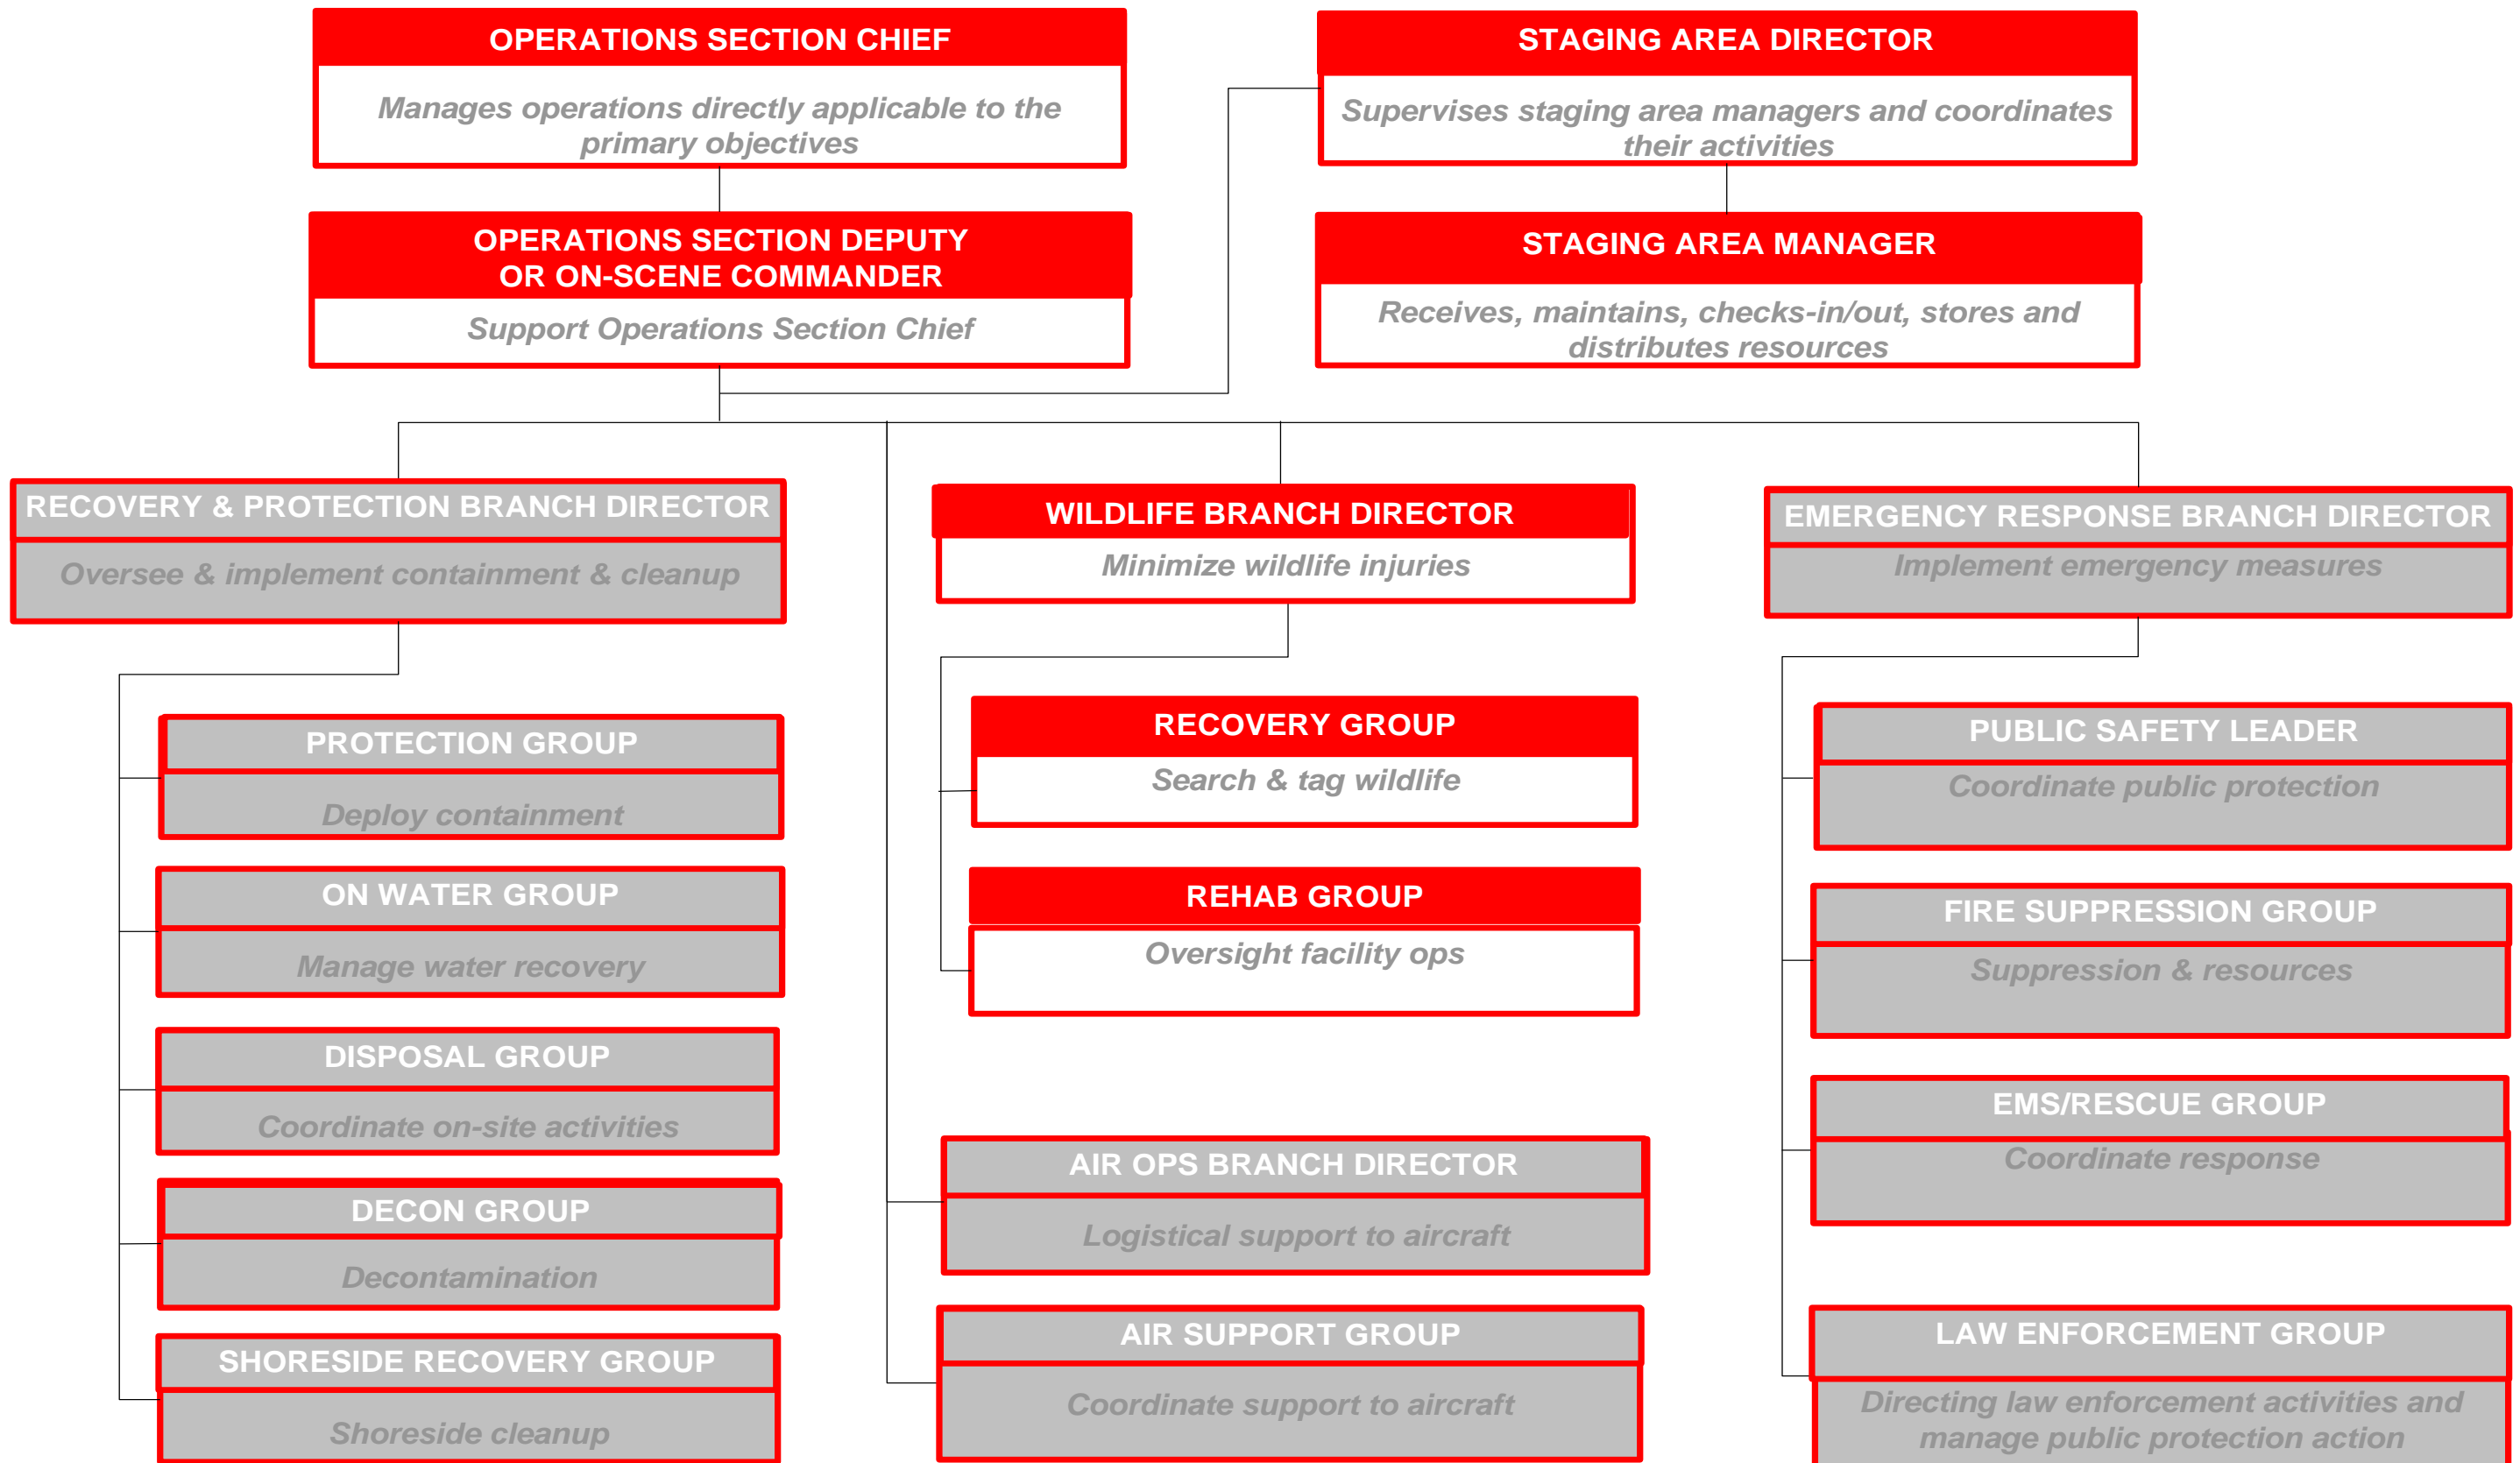 OPERATIONS SECTION CHIEF
Manages operations directly applicable to the
primary objectives
STAGING AREA DIRECTOR
Supervises staging area managers and coordinates
their activities
OPERATIONS SECTION DEPUTY
OR ON-SCENE COMMANDER
Support Operations Section Chief
STAGING AREA MANAGER
Receives, maintains, checks-in/out, stores and
distributes resources
RECOVERY & PROTECTION BRANCH DIRECTOR
Oversee & implement containment & cleanup
PROTECTION GROUP
Deploy containment
ON WATER GROUP
Manage water recovery
DISPOSAL GROUP
Coordinate on-site activities
DECON GROUP
Decontamination
SHORESIDE RECOVERY GROUP
Shoreside cleanup
WILDLIFE BRANCH DIRECTOR
Minimize wildlife injuries
RECOVERY GROUP
Search & tag wildlife
REHAB GROUP
Oversight facility ops
AIR OPS BRANCH DIRECTOR
Logistical support to aircraft
AIR SUPPORT GROUP
Coordinate support to aircraft
EMERGENCY RESPONSE BRANCH DIRECTOR
Implement emergency measures
PUBLIC SAFETY LEADER
Coordinate public protection
FIRE SUPPRESSION GROUP
Suppression & resources
EMS/RESCUE GROUP
Coordinate response
LAW ENFORCEMENT GROUP
Directing law enforcement activities and
manage public protection action